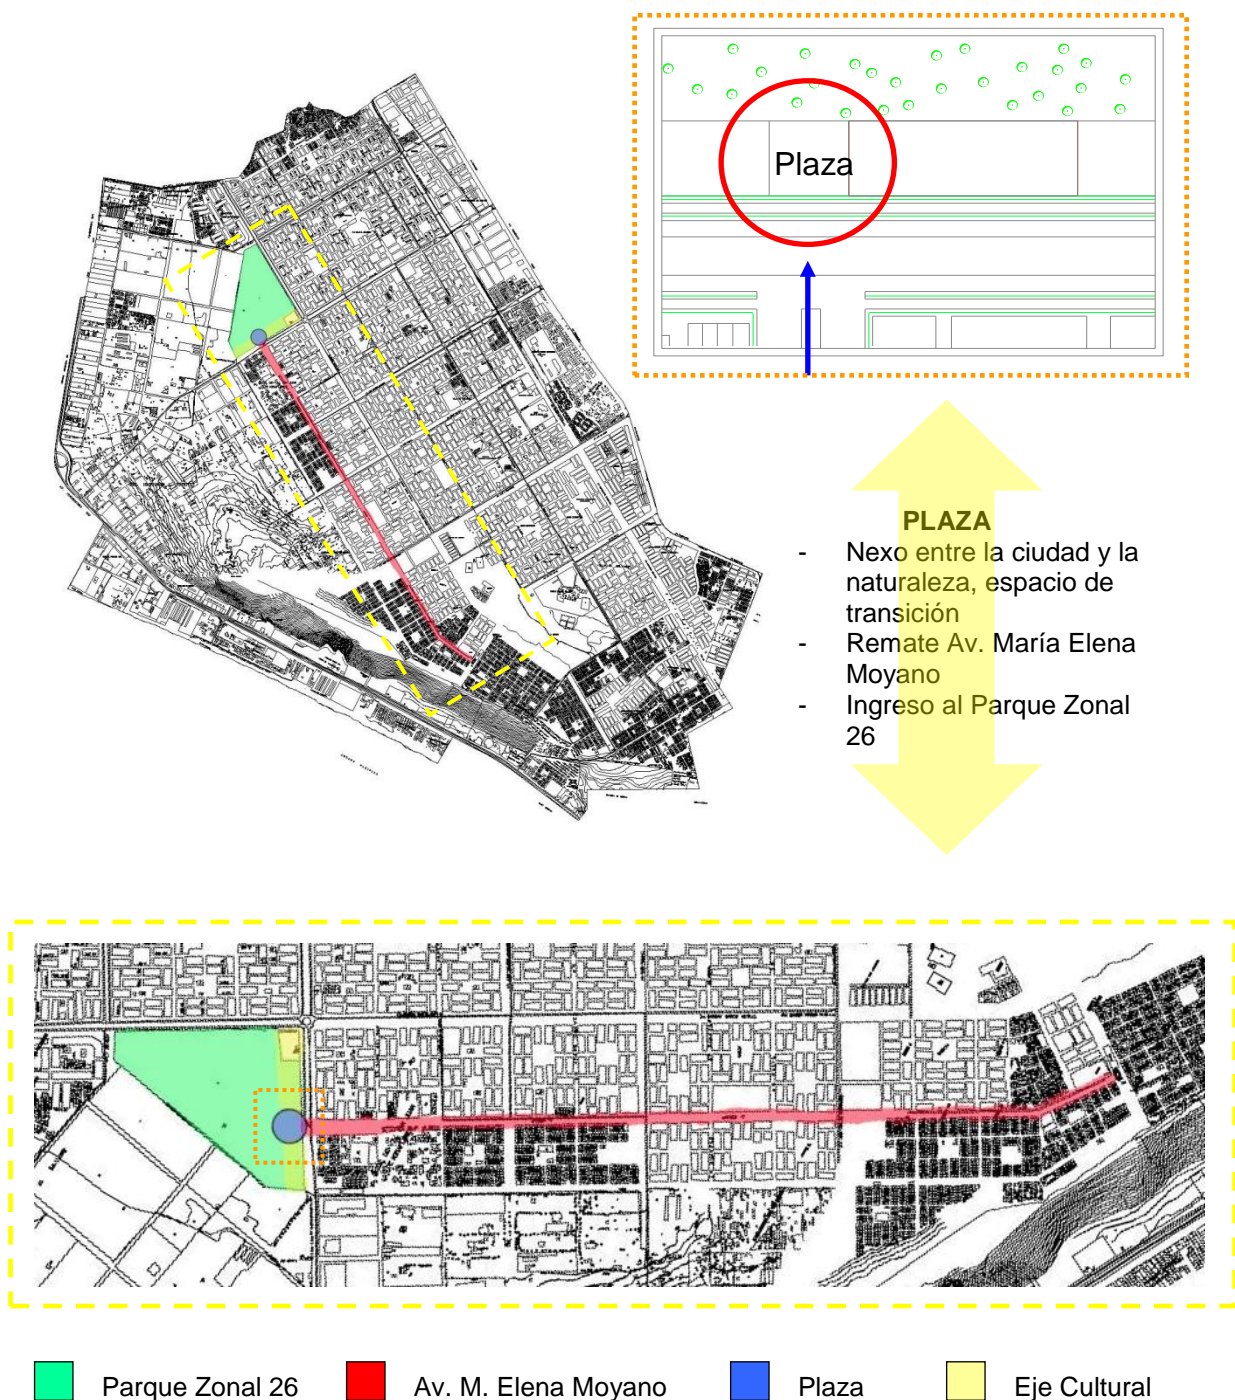 Plaza
PLAZA
- Nexo entre la ciudad y la
naturaleza, espacio de
transición
- Remate Av. María Elena
Moyano
- Ingreso al Parque Zonal
26
Parque Zonal 26
Av. M. Elena Moyano
Plaza
Eje Cultural